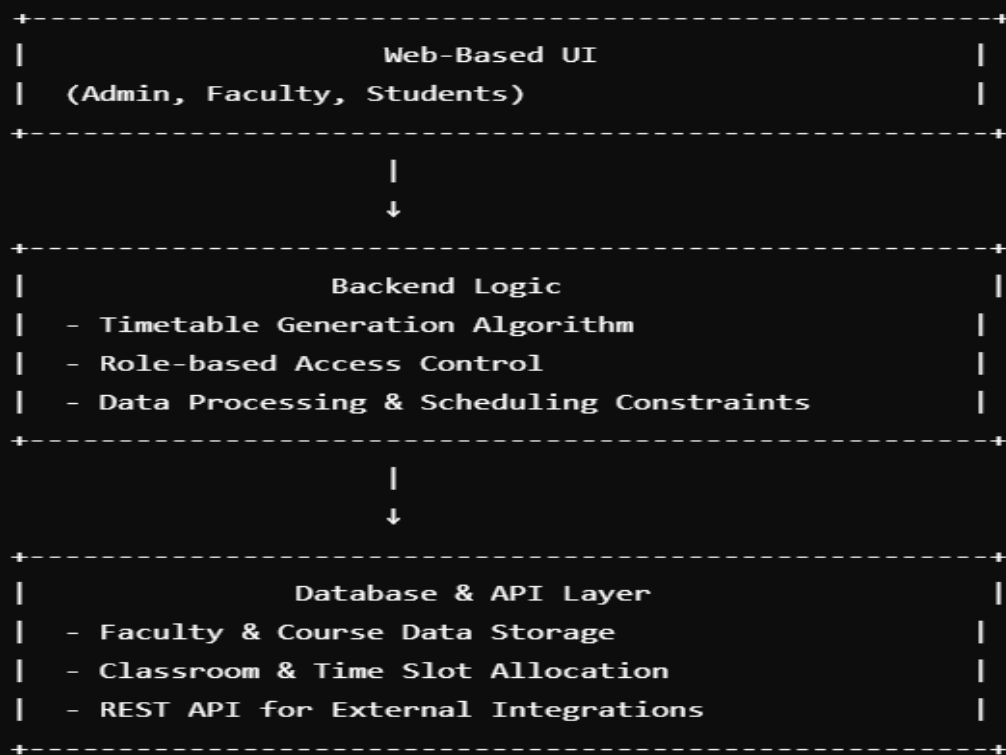 Web-Based UI
(Admin, Faculty, Students)
↓
Backend Logic
- Timetable Generation Algorithm
- Role-based Access Control
- Data Processing & Scheduling Constraints
↓
Database & API Layer
- Faculty & Course Data Storage
- Classroom & Time Slot Allocation
- REST API for External Integrations